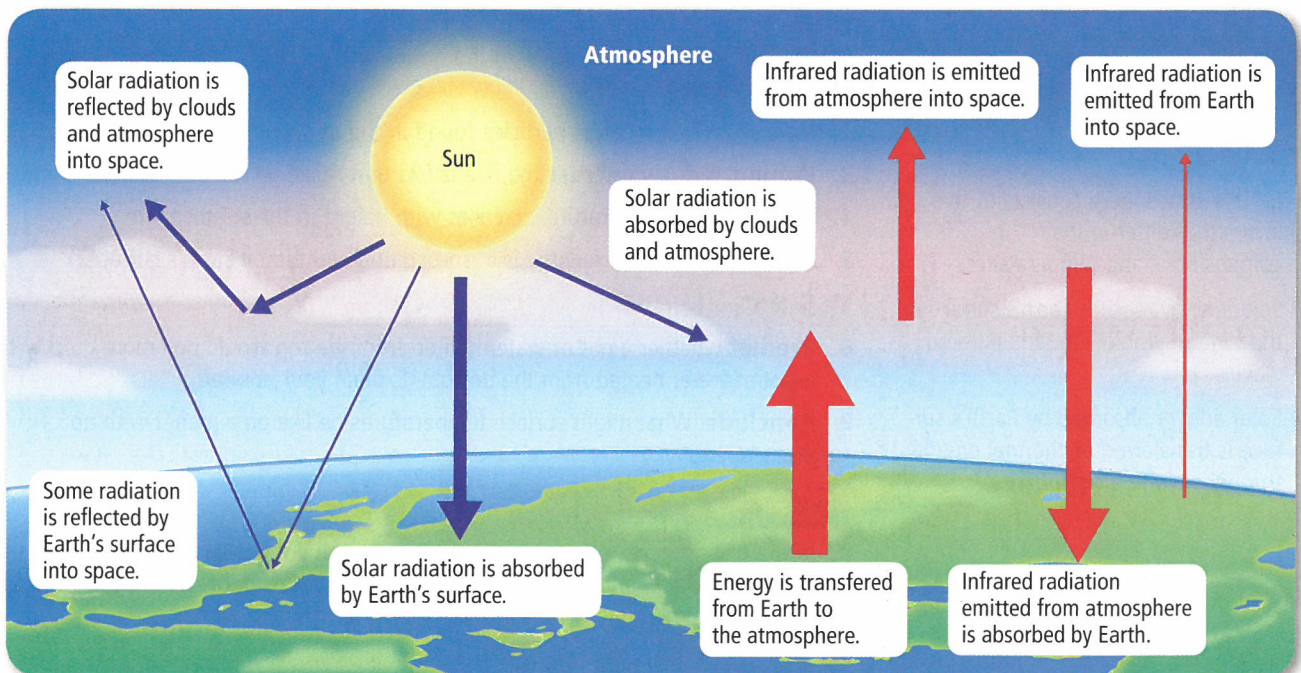 Atmosphere
Solar radiation is
reflected by clouds
and atmosphere
into space.
Sun
Solar radiation is
absorbed by clouds
and atmosphere.
Infrared radiation is emitted
from atmosphere into space.
Infrared radiation is
emitted from Earth
into space.
Some radiation
is reflected by
Earth's surface
into space.
Solar radiation is absorbed
by Earth's surface.
Energy is transfered
from Earth to
the atmosphere.
Infrared radiation
emitted from atmosphere
is absorbed by Earth.